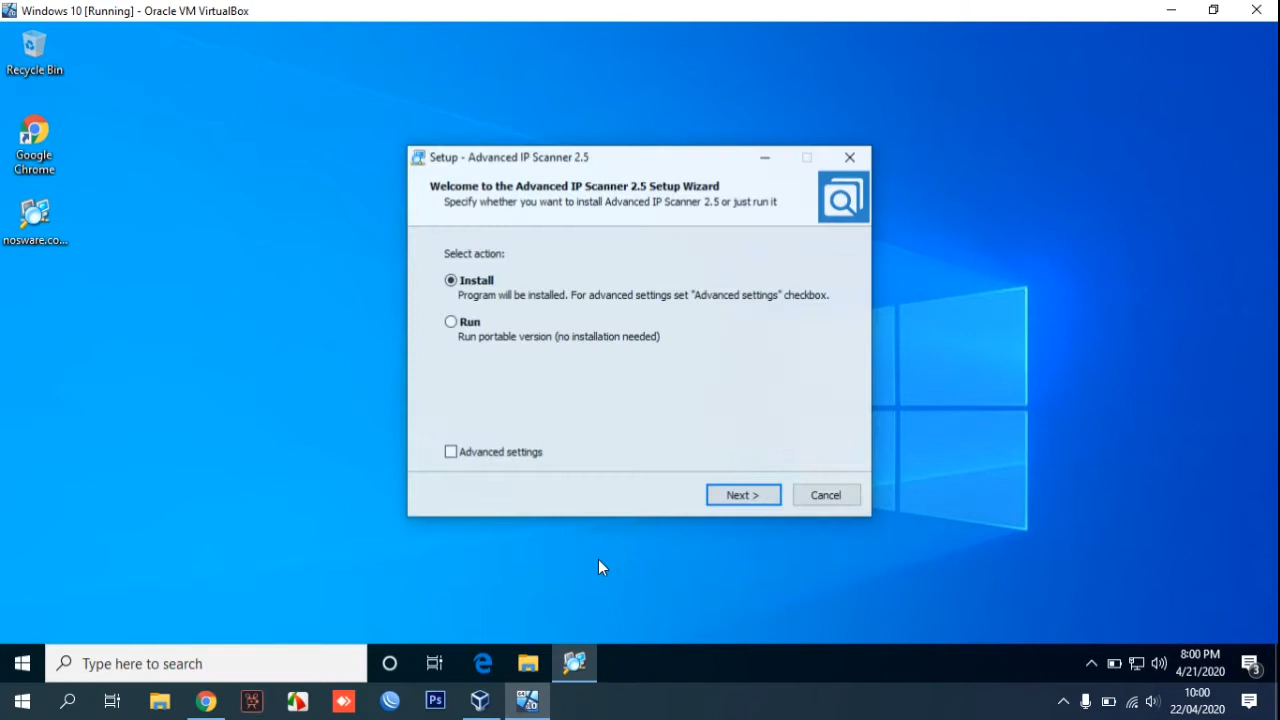 Windows 10 [Running] - Oracle VM VirtualBox
Recycle Bin
Google
Chrome
nosware.co...
Setup - Advanced IP Scanner 2.5
Welcome to the Advanced IP Scanner 2.5 Setup Wizard
Specify whether you want to install Advanced IP Scanner 2.5 or just run it
Select action:
Install
Program will be installed. For advanced settings set "Advanced settings" checkbox.
Run
Run portable version (no installation needed)
Advanced settings
Next >
Cancel
Type here to search
8:00 PM
4/21/2020
3
Ps
10:00
22/04/2020